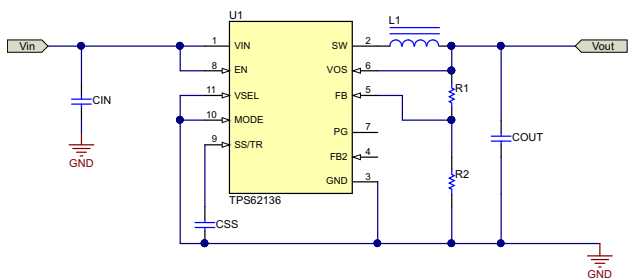 U1
L1
Vin
1
VIN
SW
2
Vout
8
EN
VOS
6
CIN
11
VSEL
FB
5
R1
10
MODE
PG
7
COUT
9
SS/TR
FB2
4
GND
GND
3
R2
TPS62136
CSS
GND